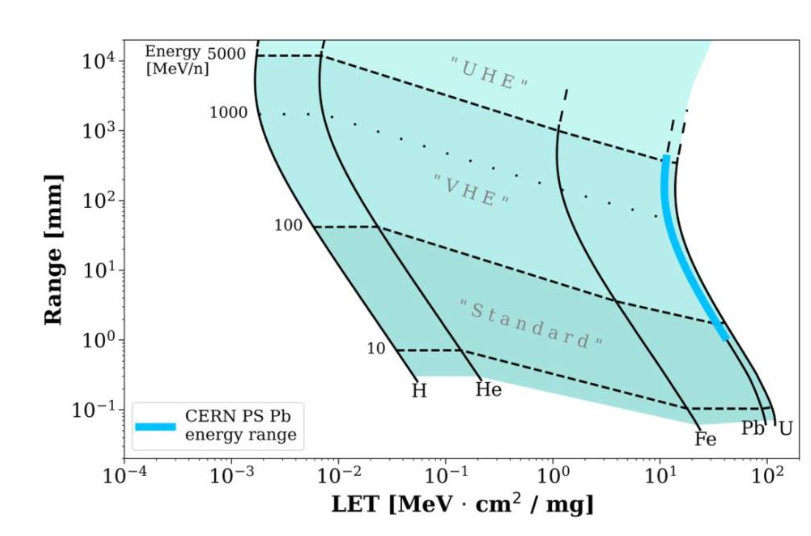 Range [mm]
10⁴
10³
10²
10¹
10⁰
10⁻¹
Energy 5000
[MeV/n]
1000
100
10
"UHE"
"VHE"
"Standard"
H
He
Fe
Pb
U
CERN PS Pb
energy range
10⁻⁴
10⁻³
10⁻²
10⁻¹
10⁰
10¹
10²
LET [MeV · cm² / mg]